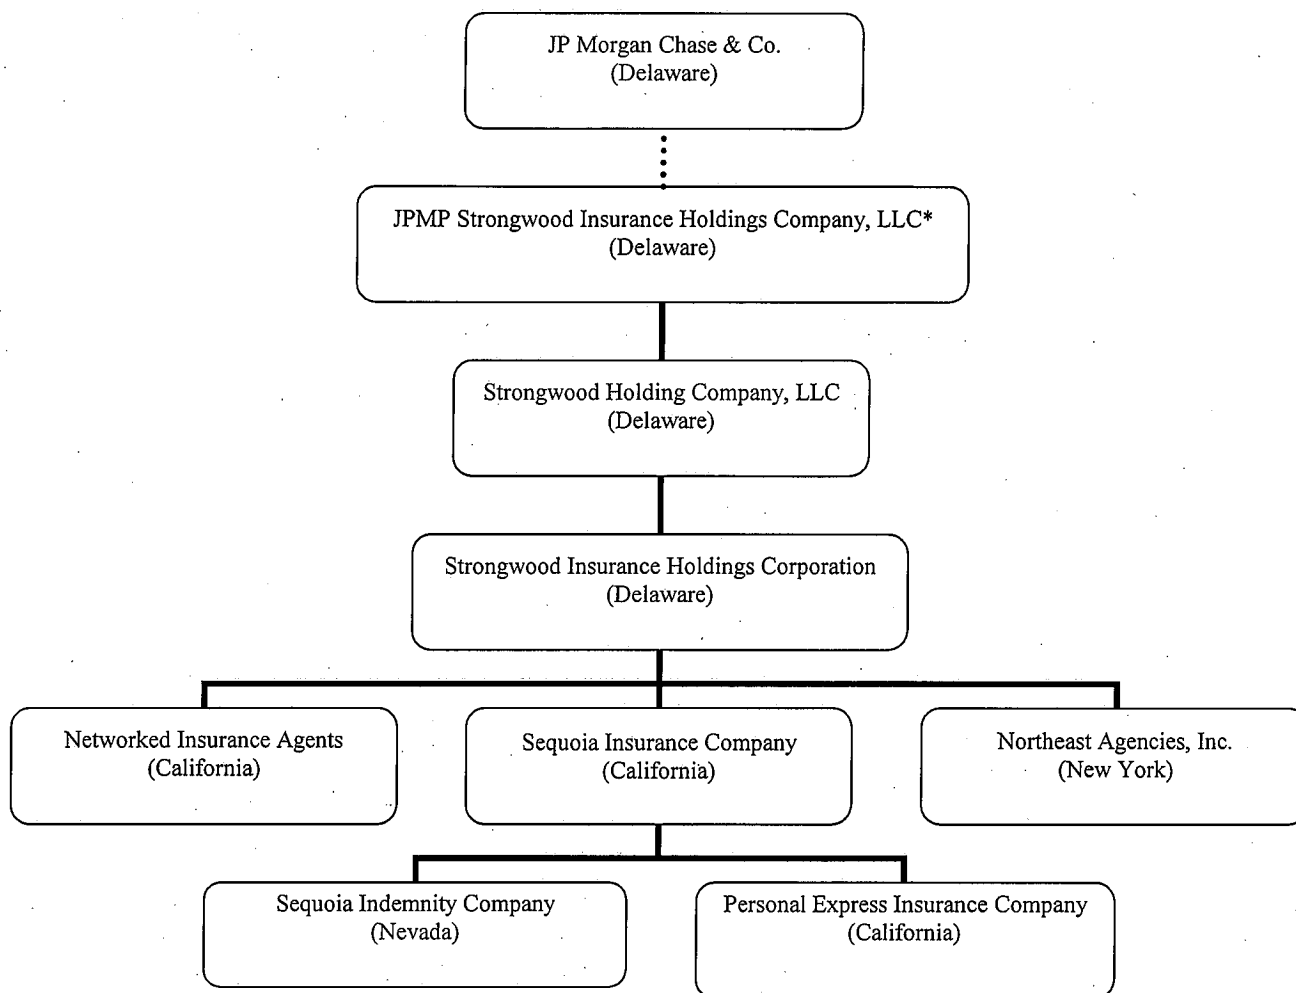 JP Morgan Chase & Co.
(Delaware)
JPMP Strongwood Insurance Holdings Company, LLC*
(Delaware)
Strongwood Holding Company, LLC
(Delaware)
Strongwood Insurance Holdings Corporation
(Delaware)
Networked Insurance Agents
(California)
Sequoia Insurance Company
(California)
Northeast Agencies, Inc.
(New York)
Sequoia Indemnity Company
(Nevada)
Personal Express Insurance Company
(California)